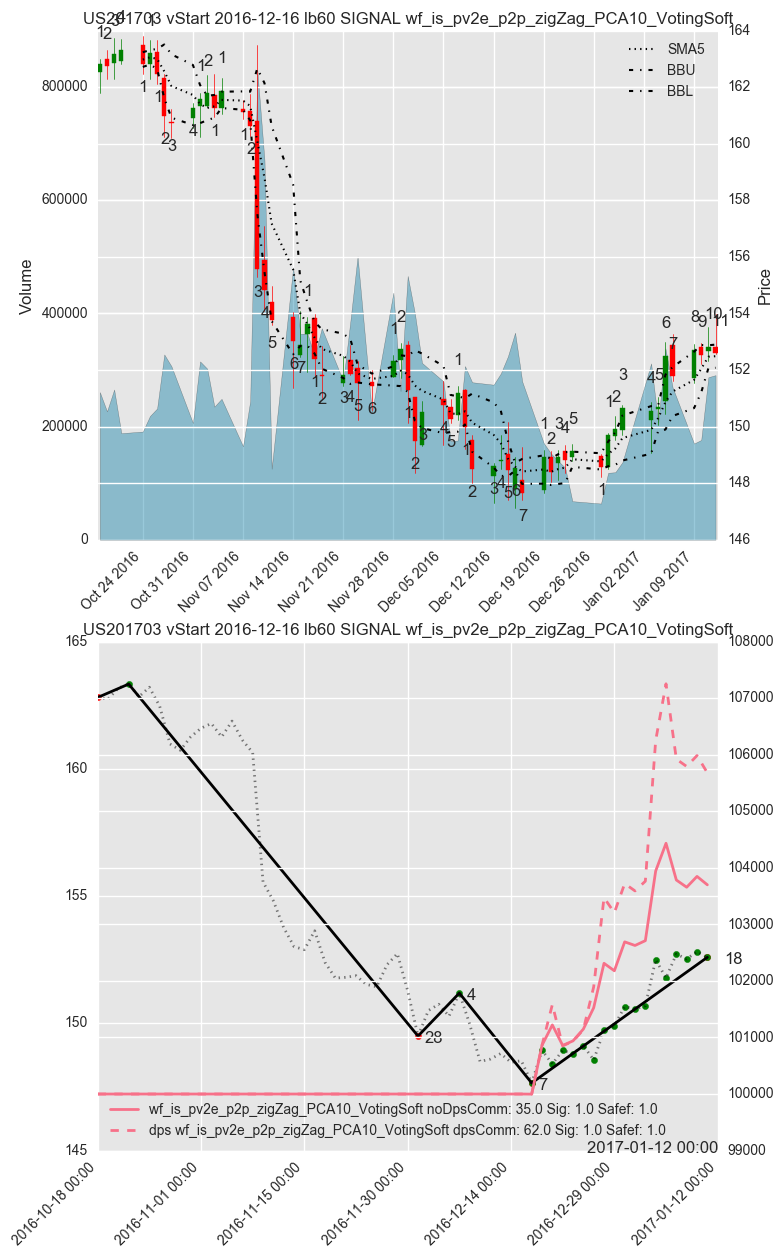 US201703 vStart 2016-12-16 lb60 SIGNAL wf_is_pv2e_p2p_zigZag_PCA10_VotingSoft
SMA5
BBU
BBL
Volume
800000
600000
400000
200000
0
Price
164
162
160
158
156
154
152
150
148
146
Oct 24 2016
Oct 31 2016
Nov 07 2016
Nov 14 2016
Nov 21 2016
Nov 28 2016
Dec 05 2016
Dec 12 2016
Dec 19 2016
Dec 26 2016
Jan 02 2017
Jan 09 2017
US201703 vStart 2016-12-16 lb60 SIGNAL wf_is_pv2e_p2p_zigZag_PCA10_VotingSoft
165
160
155
150
145
108000
107000
106000
105000
104000
103000
102000
101000
100000
99000
28
4
7
18
wf_is_pv2e_p2p_zigZag_PCA10_VotingSoft noDpsComm: 35.0 Sig: 1.0 Safef: 1.0
dps wf_is_pv2e_p2p_zigZag_PCA10_VotingSoft dpsComm: 62.0 Sig: 1.0 Safef: 1.0
2017-01-12 00:00
2016-10-18 00:00
2016-11-01 00:00
2016-11-15 00:00
2016-11-30 00:00
2016-12-14 00:00
2016-12-29 00:00
2017-01-12 00:00